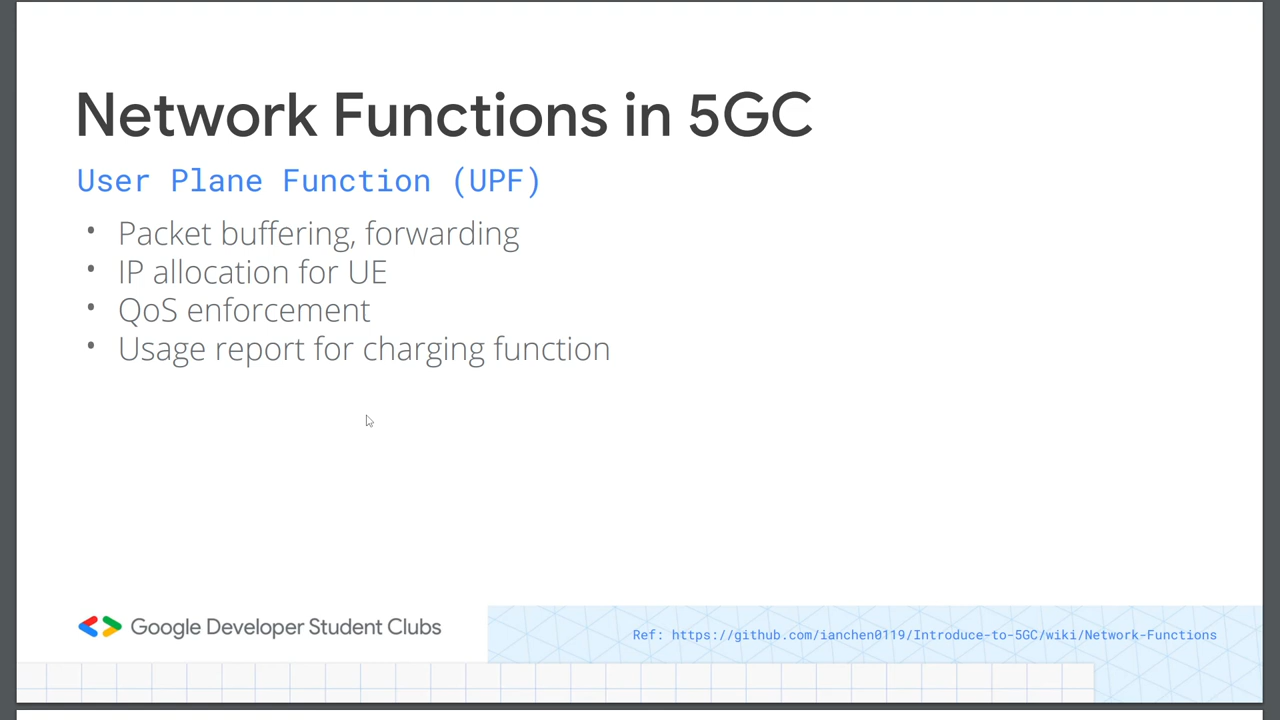 Network Functions in 5GC
User Plane Function (UPF)
• Packet buffering, forwarding
• IP allocation for UE
• QoS enforcement
• Usage report for charging function
Google Developer Student Clubs
Ref: https://github.com/ianchen0119/Introduce-to-5GC/wiki/Network-Functions